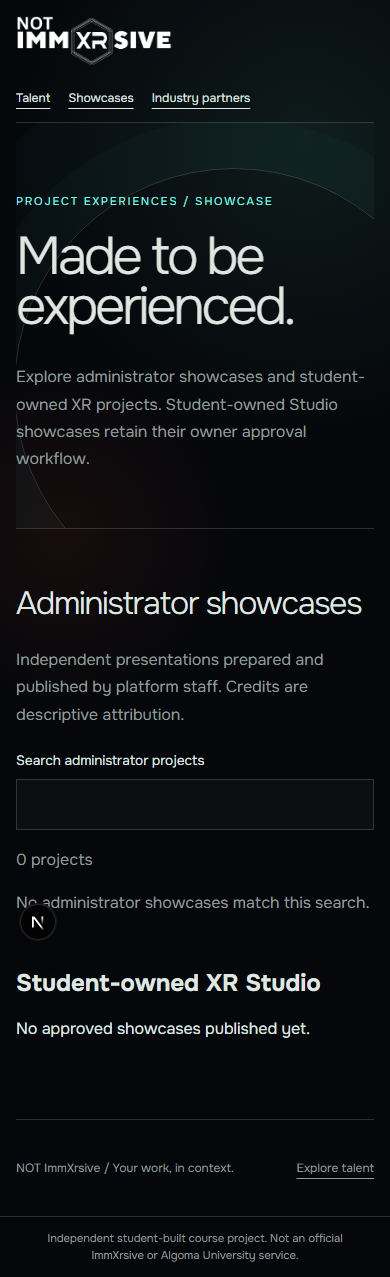 NOT
IMMXRSIVE
Talent Showcases Industry partners
PROJECT EXPERIENCES / SHOWCASE
Made to be
experienced.
Explore administrator showcases and student-
owned XR projects. Student-owned Studio
showcases retain their owner approval
workflow.
Administrator showcases
Independent presentations prepared and
published by platform staff. Credits are
descriptive attribution.
Search administrator projects
0 projects
No administrator showcases match this search.
N
Student-owned XR Studio
No approved showcases published yet.
NOT ImmXrsive / Your work, in context. Explore talent
Independent student-built course project. Not an official
ImmXrsive or Algoma University service.